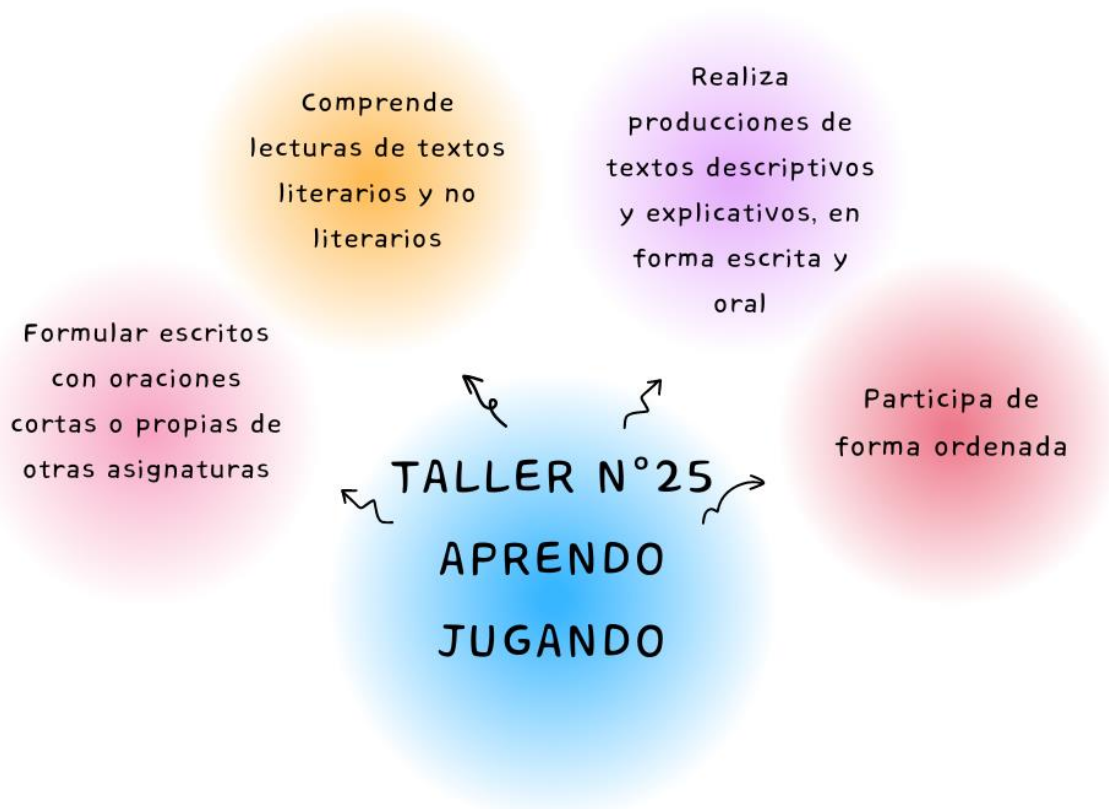 Comprende
lecturas de textos
literarios y no
literarios
Realiza
producciones de
textos descriptivos
y explicativos, en
forma escrita y
oral
Formular escritos
con oraciones
cortas o propias de
otras asignaturas
Participa de
forma ordenada
TALLER N°25
APRENDO
JUGANDO